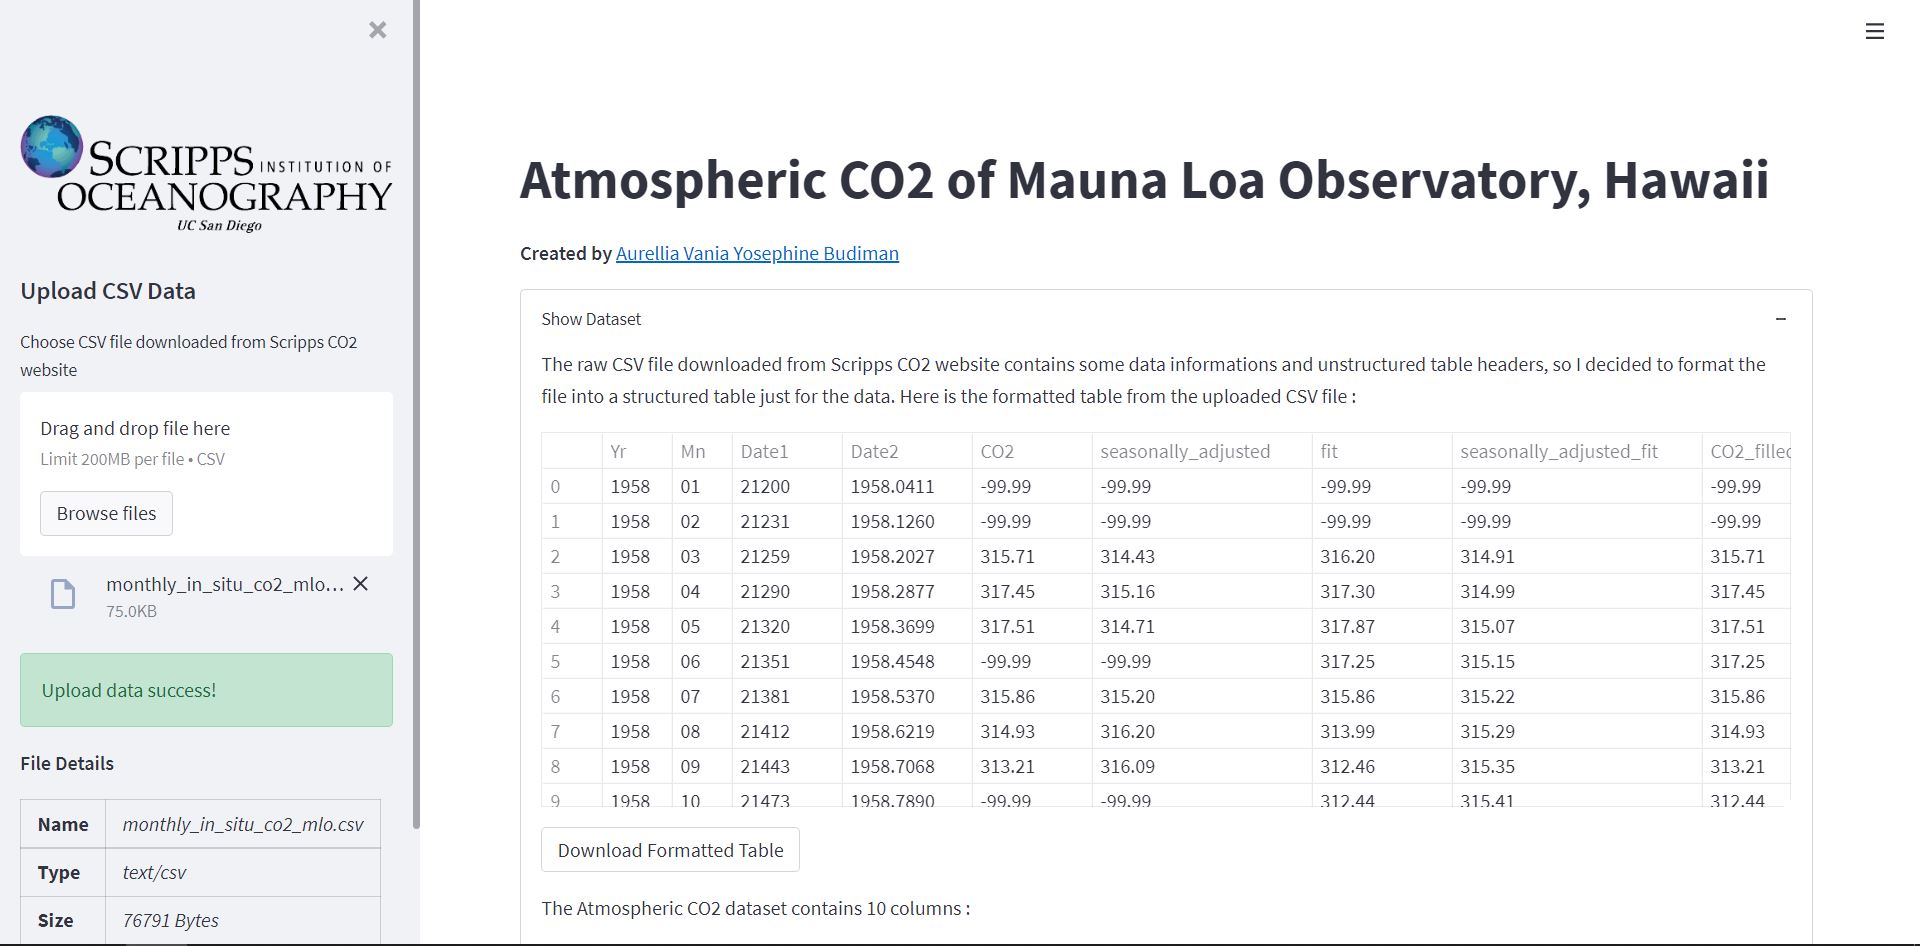 SCRIPPS INSTITUTION OF
OCEANOGRAPHY
UC San Diego
Upload CSV Data
Choose CSV file downloaded from Scripps CO2
website
Drag and drop file here
Limit 200MB per file • CSV
Browse files
monthly_in_situ_co2_mlo...
75.0KB
Upload data success!
File Details
Name monthly_in_situ_co2_mlo.csv
Type text/csv
Size 76791 Bytes
Atmospheric CO2 of Mauna Loa Observatory, Hawaii
Created by Aurellia Vania Yosephine Budiman
Show Dataset
The raw CSV file downloaded from Scripps CO2 website contains some data informations and unstructured table headers, so I decided to format the
file into a structured table just for the data. Here is the formatted table from the uploaded CSV file :
Yr Mn Date1 Date2 CO2 seasonally_adjusted fit seasonally_adjusted_fit CO2_filled
0 1958 01 21200 1958.0411 -99.99 -99.99 -99.99 -99.99 -99.99
1 1958 02 21231 1958.1260 -99.99 -99.99 -99.99 -99.99 -99.99
2 1958 03 21259 1958.2027 315.71 314.43 316.20 314.91 315.71
3 1958 04 21290 1958.2877 317.45 315.16 317.30 314.99 317.45
4 1958 05 21320 1958.3699 317.51 314.71 317.87 315.07 317.51
5 1958 06 21351 1958.4548 -99.99 -99.99 317.25 315.15 317.25
6 1958 07 21381 1958.5370 315.86 315.20 315.86 315.22 315.86
7 1958 08 21412 1958.6219 314.93 316.20 313.99 315.29 314.93
8 1958 09 21443 1958.7068 313.21 316.09 312.46 315.35 313.21
9 1958 10 21473 1958.7890 -99.99 -99.99 312.44 315.41 312.44
Download Formatted Table
The Atmospheric CO2 dataset contains 10 columns :